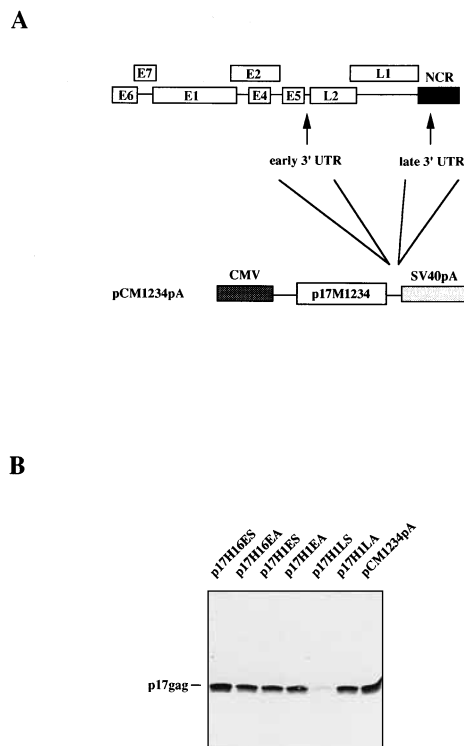 A
E7 E2 L1 NCR
E6 E1 E4 E5 L2
early 3' UTR late 3' UTR
CMV SV40pA
pCM1234pA p17M1234
B
p17H16ES
p17H16EA
p17H1ES
p17H1EA
p17H1LS
p17H1LA
pCM1234pA
p17gag